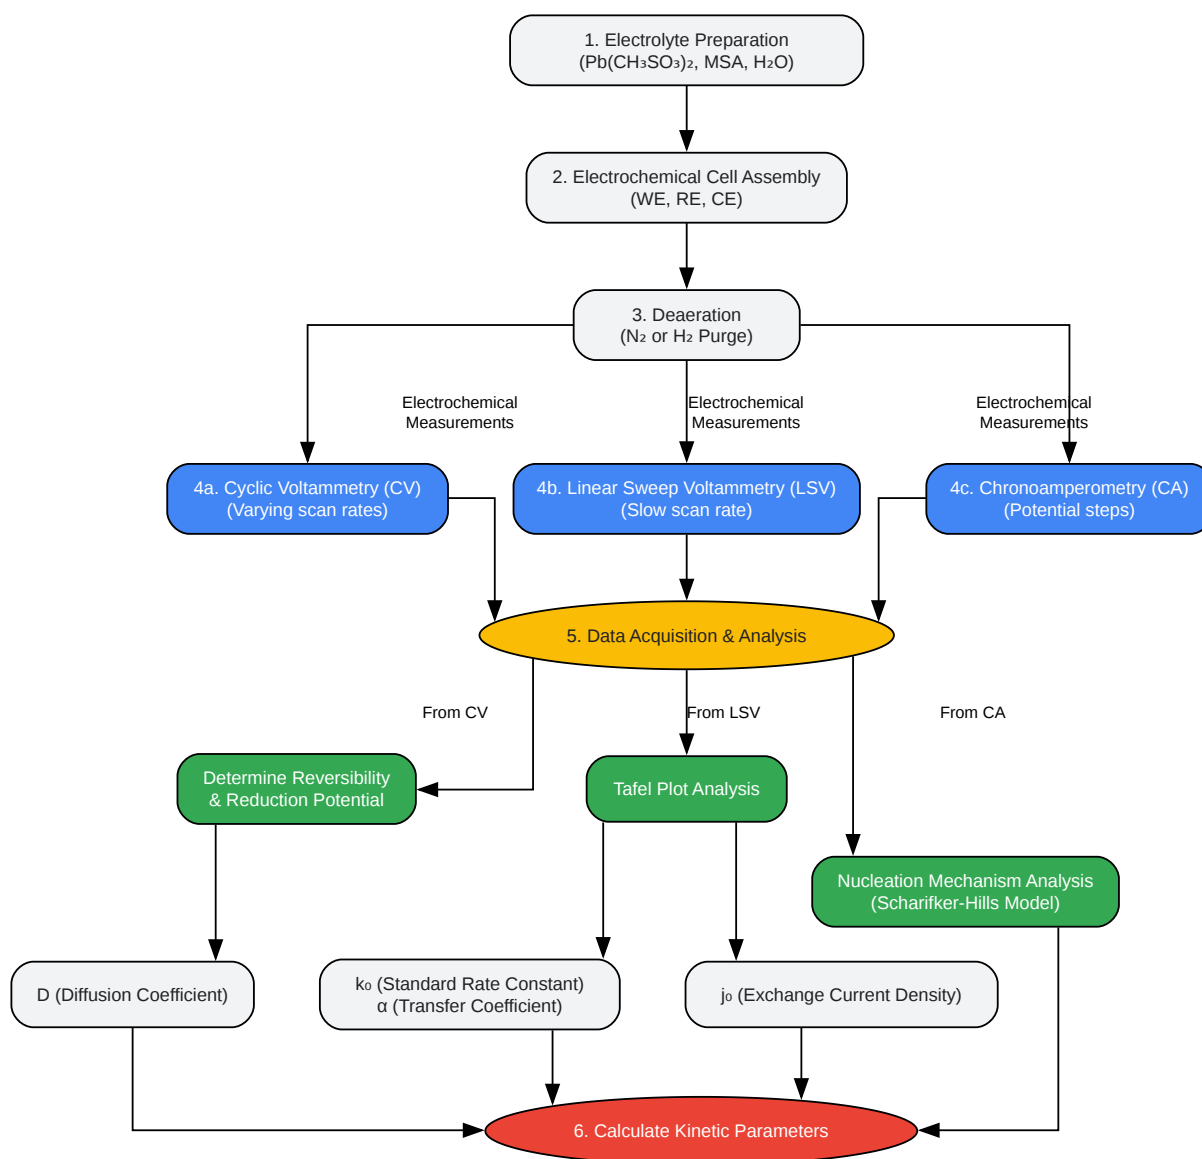 1. Electrolyte Preparation
(Pb(CH₃SO₃)₂, MSA, H₂O)
2. Electrochemical Cell Assembly
(WE, RE, CE)
3. Deaeration
(N₂ or H₂ Purge)
Electrochemical
Measurements
Electrochemical
Measurements
Electrochemical
Measurements
4a. Cyclic Voltammetry (CV)
(Varying scan rates)
4b. Linear Sweep Voltammetry (LSV)
(Slow scan rate)
4c. Chronoamperometry (CA)
(Potential steps)
5. Data Acquisition & Analysis
From CV
From LSV
From CA
Determine Reversibility
& Reduction Potential
Tafel Plot Analysis
Nucleation Mechanism Analysis
(Scharifker-Hills Model)
D (Diffusion Coefficient)
k₀ (Standard Rate Constant)
α (Transfer Coefficient)
j₀ (Exchange Current Density)
6. Calculate Kinetic Parameters